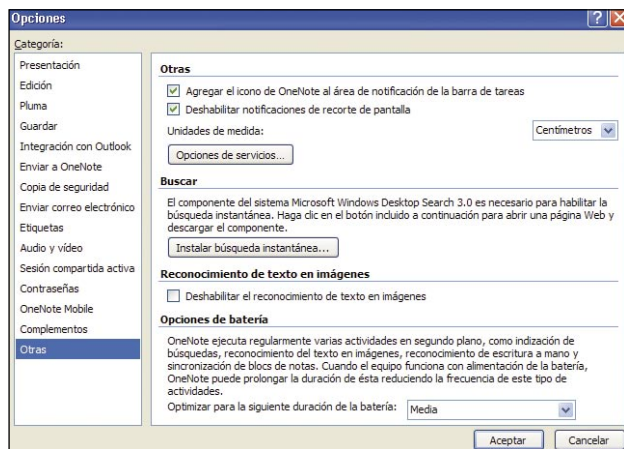 Opciones
Categoría:
Presentación
Edición
Pluma
Guardar
Integración con Outlook
Enviar a OneNote
Copia de seguridad
Enviar correo electrónico
Etiquetas
Audio y vídeo
Sesión compartida activa
Contraseñas
OneNote Mobile
Complementos
Otras
Otras
Agregar el icono de OneNote al área de notificación de la barra de tareas
Deshabilitar notificaciones de recorte de pantalla
Unidades de medida:
Centímetros
Opciones de servicios...
Buscar
El componente del sistema Microsoft Windows Desktop Search 3.0 es necesario para habilitar la
búsqueda instantánea. Haga clic en el botón incluido a continuación para abrir una página Web y
descargar el componente.
Instalar búsqueda instantánea...
Reconocimiento de texto en imágenes
Deshabilitar el reconocimiento de texto en imágenes
Opciones de batería
OneNote ejecuta regularmente varias actividades en segundo plano, como indización de
búsquedas, reconocimiento del texto en imágenes, reconocimiento de escritura a mano y
sincronización de blocs de notas. Cuando el equipo funciona con alimentación de la batería,
OneNote puede prolongar la duración de ésta reduciendo la frecuencia de este tipo de
actividades.
Optimizar para la siguiente duración de la batería:
Media
Aceptar
Cancelar